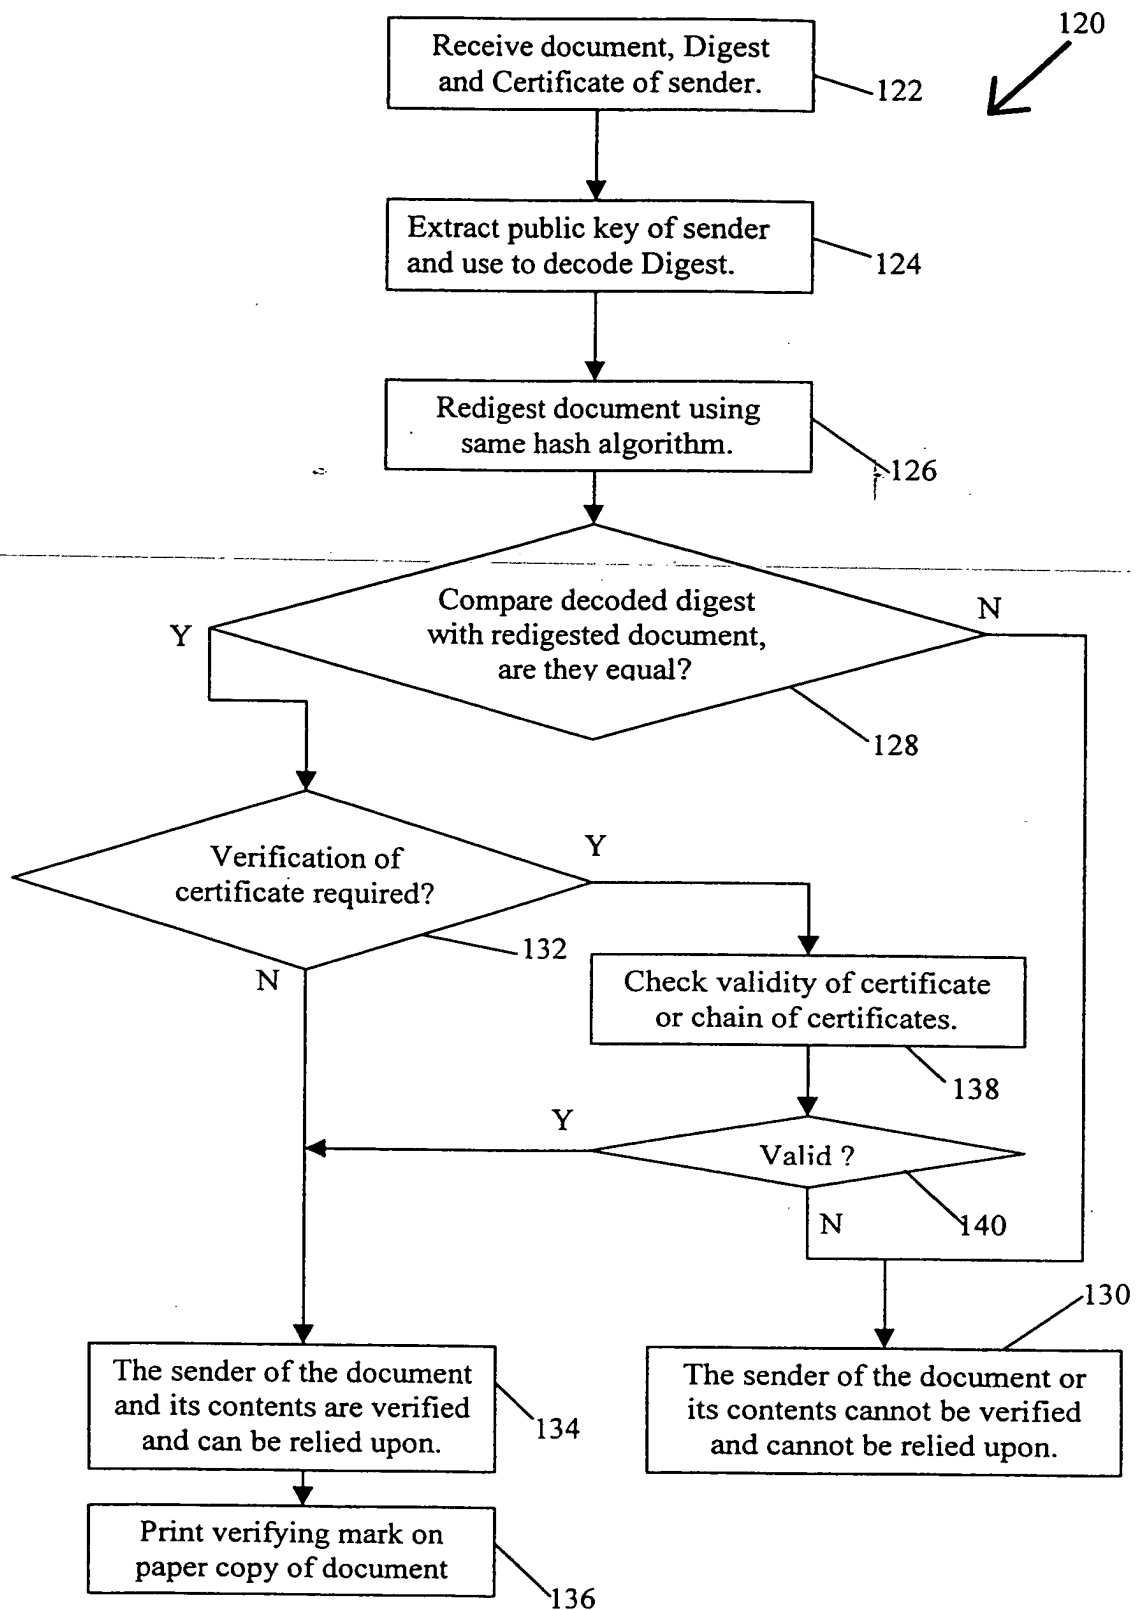 120
Receive document, Digest
and Certificate of sender.
122
Extract public key of sender
and use to decode Digest.
124
Redigest document using
same hash algorithm.
126
Compare decoded digest
with redigested document,
are they equal?
Y
N
128
Verification of
certificate required?
Y
132
N
Check validity of certificate
or chain of certificates.
138
Y
Valid ?
140
N
130
The sender of the document
and its contents are verified
and can be relied upon.
134
The sender of the document or
its contents cannot be verified
and cannot be relied upon.
Print verifying mark on
paper copy of document
136